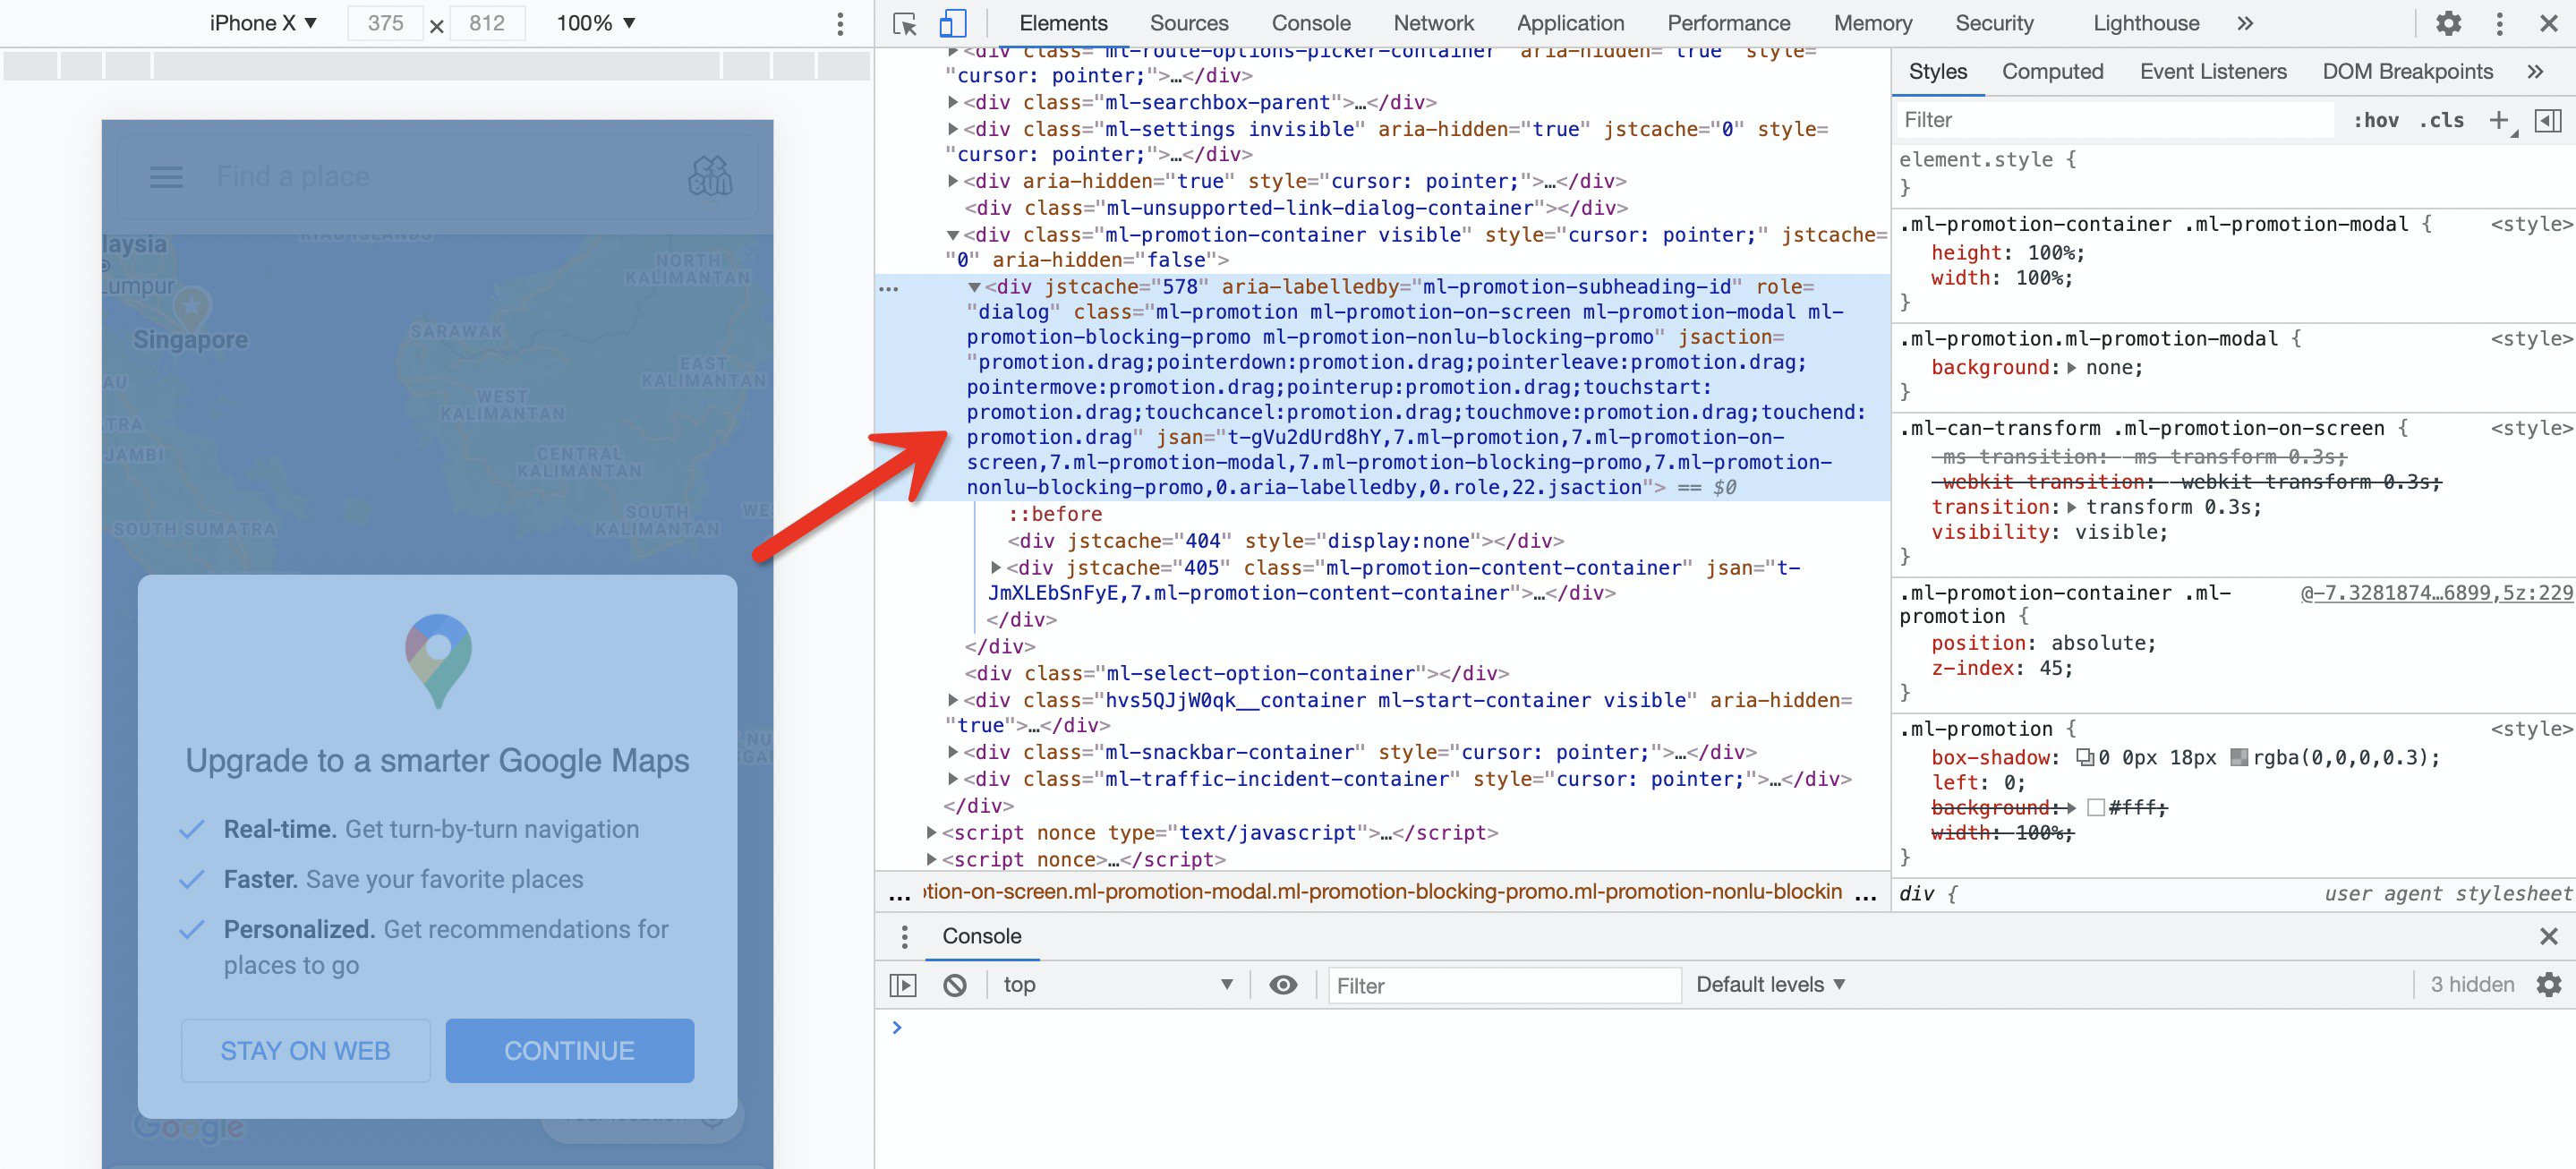 iPhone X ▼ 375 × 812 100% ▼
Elements Sources Console Network Application Performance Memory Security Lighthouse »
Find a place
laysia
Lumpur
Singapore
NORTH
KALIMANTAN
SARAWAK
EAST
KALIMANTAN
WEST
KALIMANTAN
CENTRAL
KALIMANTAN
SOUTH
KALIMANTAN
SOUTH SUMATRA
AU
TRA
JAMBI
WE
Upgrade to a smarter Google Maps
Real-time. Get turn-by-turn navigation
Faster. Save your favorite places
Personalized. Get recommendations for
places to go
STAY ON WEB CONTINUE
Google
<div class="ml-route-options-picker-container" aria-hidden="true" style=
"cursor: pointer;">…</div>
<div class="ml-searchbox-parent">…</div>
<div class="ml-settings invisible" aria-hidden="true" jstcache="0" style=
"cursor: pointer;">…</div>
<div aria-hidden="true" style="cursor: pointer;">…</div>
<div class="ml-unsupported-link-dialog-container"></div>
<div class="ml-promotion-container visible" style="cursor: pointer;" jstcache=
"0" aria-hidden="false">
<div jstcache="578" aria-labelledby="ml-promotion-subheading-id" role=
"dialog" class="ml-promotion ml-promotion-on-screen ml-promotion-modal ml-
promotion-blocking-promo ml-promotion-nonlu-blocking-promo" jsaction=
"promotion.drag;pointerdown:promotion.drag;pointerleave:promotion.drag;
pointermove:promotion.drag;pointerup:promotion.drag;touchstart:
promotion.drag;touchcancel:promotion.drag;touchmove:promotion.drag;touchend:
promotion.drag" jsan="t-gVu2dUrd8hY,7.ml-promotion,7.ml-promotion-on-
screen,7.ml-promotion-modal,7.ml-promotion-blocking-promo,7.ml-promotion-
nonlu-blocking-promo,0.aria-labelledby,0.role,22.jsaction"> == $0
::before
<div jstcache="404" style="display:none"></div>
<div jstcache="405" class="ml-promotion-content-container" jsan="t-
JmXLEbSnFyE,7.ml-promotion-content-container">…</div>
</div>
</div>
<div class="ml-select-option-container"></div>
<div class="hvs5QJjW0qk__container ml-start-container visible" aria-hidden=
"true">…</div>
<div class="ml-snackbar-container" style="cursor: pointer;">…</div>
<div class="ml-traffic-incident-container" style="cursor: pointer;">…</div>
</div>
<script nonce type="text/javascript">…</script>
<script nonce>…</script>
... tion-on-screen.ml-promotion-modal.ml-promotion-blocking-promo.ml-promotion-nonlu-blockin ...
Styles Computed Event Listeners DOM Breakpoints »
Filter :hov .cls +
element.style {
}
.ml-promotion-container .ml-promotion-modal { <style>
height: 100%;
width: 100%;
}
.ml-promotion.ml-promotion-modal { <style>
background: none;
}
.ml-can-transform .ml-promotion-on-screen { <style>
-ms-transition: -ms-transform 0.3s;
-webkit-transition: -webkit-transform 0.3s;
transition: transform 0.3s;
visibility: visible;
}
.ml-promotion-container .ml- @-7.3281874…6899,5z:229
promotion {
position: absolute;
z-index: 45;
}
.ml-promotion { <style>
box-shadow: 0 0px 18px rgba(0,0,0,0.3);
left: 0;
background: #fff;
width: 100%;
}
div { user agent stylesheet
Console
top ▼ Filter Default levels ▼ 3 hidden